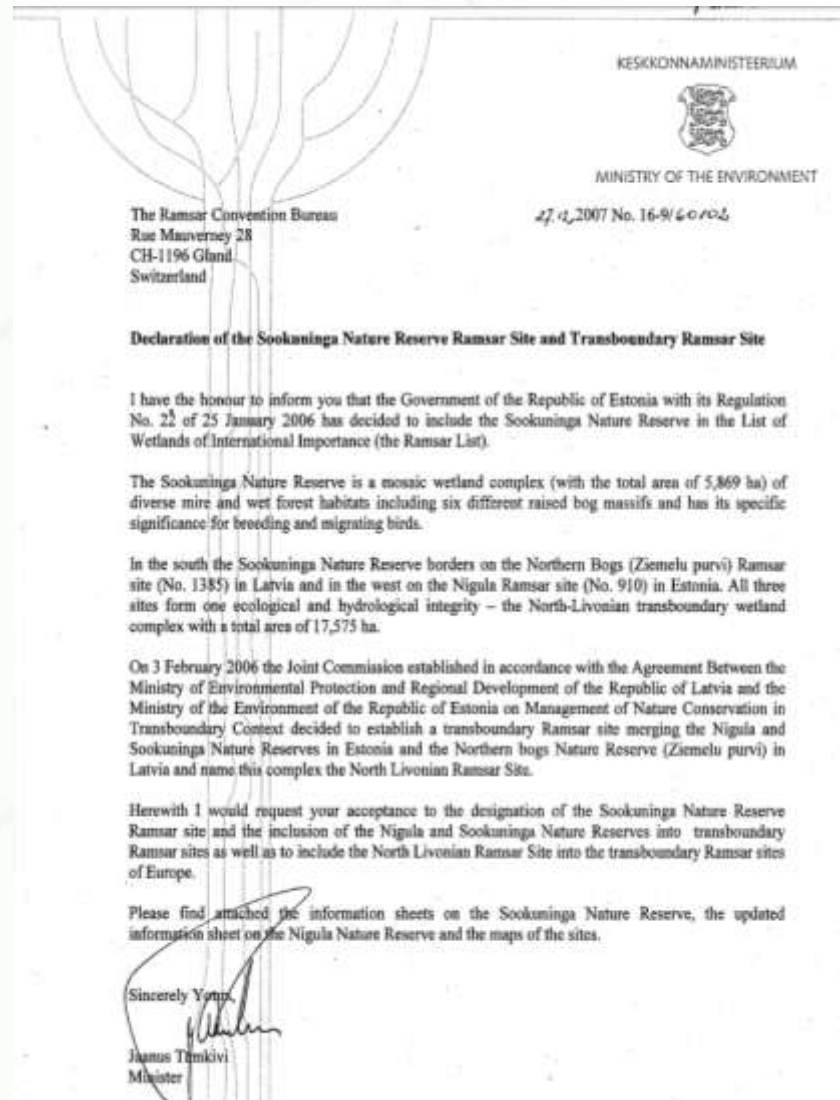 KESKKONNAMINISTEERIUM
MINISTRY OF THE ENVIRONMENT
The Ramsar Convention Bureau
Rue Mauverney 28
CH-1196 Gland
Switzerland
2007 No. 16-9/60102
Declaration of the Sookuninga Nature Reserve Ramsar Site and Transboundary Ramsar Site
I have the honour to inform you that the Government of the Republic of Estonia with its Regulation
No. 22 of 25 January 2006 has decided to include the Sookuninga Nature Reserve in the List of
Wetlands of International Importance (the Ramsar List).
The Sookuninga Nature Reserve is a mosaic wetland complex (with the total area of 5,869 ha) of
diverse mire and wet forest habitats including six different raised bog massifs and has its specific
significance for breeding and migrating birds.
In the south the Sookuninga Nature Reserve borders on the Northern Bogs (Ziemelu purvi) Ramsar
site (No. 1385) in Latvia and in the west on the Nigula Ramsar site (No. 910) in Estonia. All three
sites form one ecological and hydrological integrity – the North-Livonian transboundary wetland
complex with a total area of 17,575 ha.
On 3 February 2006 the Joint Commission established in accordance with the Agreement Between the
Ministry of Environmental Protection and Regional Development of the Republic of Latvia and the
Ministry of the Environment of the Republic of Estonia on Management of Nature Conservation in
Transboundary Context decided to establish a transboundary Ramsar site merging the Nigula and
Sookuninga Nature Reserves in Estonia and the Northern bogs Nature Reserve (Ziemelu purvi) in
Latvia and name this complex the North Livonian Ramsar Site.
Herewith I would request your acceptance to the designation of the Sookuninga Nature Reserve
Ramsar site and the inclusion of the Nigula and Sookuninga Nature Reserves into transboundary
Ramsar sites as well as to include the North Livonian Ramsar Site into the transboundary Ramsar sites
of Europe.
Please find attached the information sheets on the Sookuninga Nature Reserve, the updated
information sheet on the Nigula Nature Reserve and the maps of the sites.
Sincerely Yours,
Jaanus Tamkivi
Minister